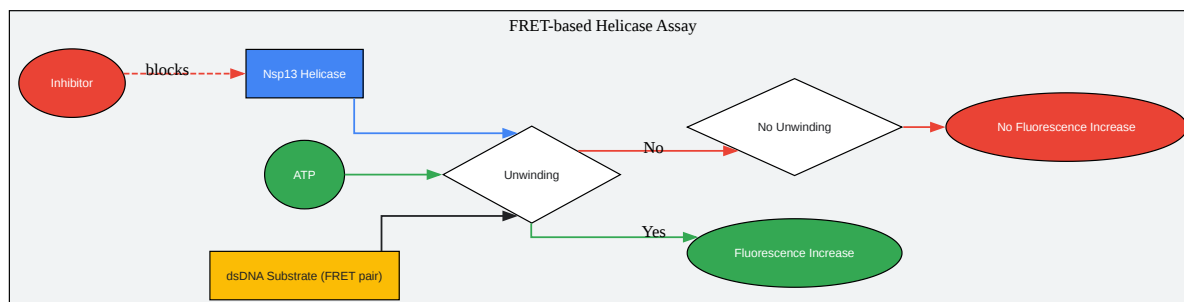 FRET-based Helicase Assay
Inhibitor
blocks
Nsp13 Helicase
No Unwinding
No Fluorescence Increase
No
ATP
Unwinding
Yes
Fluorescence Increase
dsDNA Substrate (FRET pair)